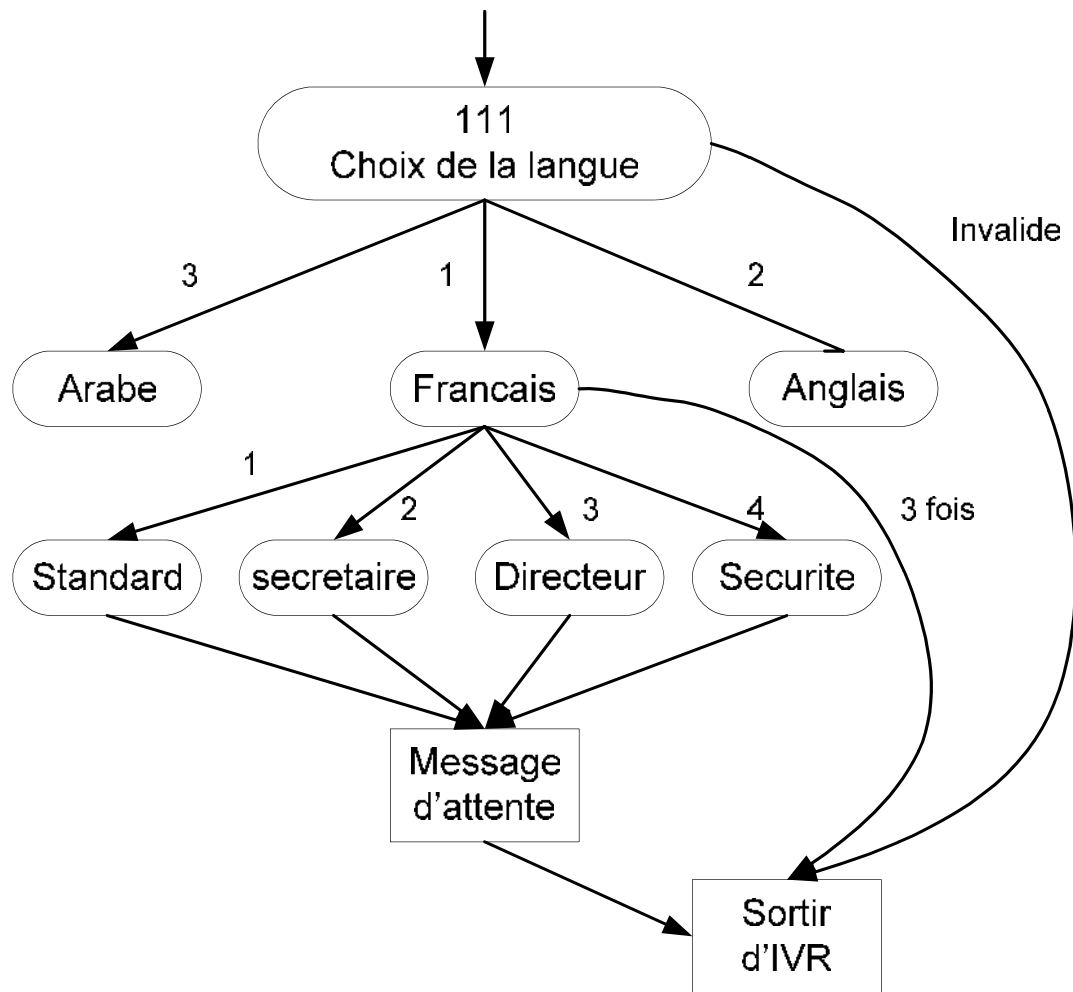 111
Choix de la langue
Invalide
3
1
2
Arabe
Francais
Anglais
1
2
3
4
3 fois
Standard
secretaire
Directeur
Securite
Message
d'attente
Sortir
d'IVR